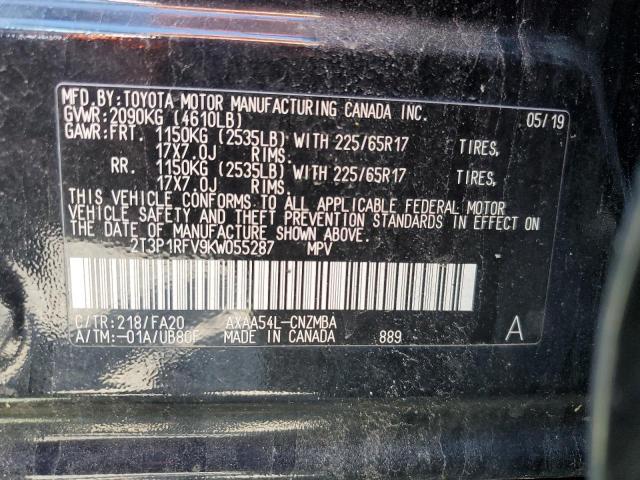 MFD.BY:TOYOTA MOTOR MANUFACTURING CANADA INC. 05/19
GVWR:2090KG (4610LB)
GAWR:FRT. 1150KG (2535LB) WITH 225/65R17 TIRES,
17X7.0J RIMS.
RR. 1150KG (2535LB) WITH 225/65R17 TIRES,
17X7.0J RIMS.
THIS VEHICLE CONFORMS TO ALL APPLICABLE FEDERAL MOTOR
VEHICLE SAFETY AND THEFT PREVENTION STANDARDS IN EFFECT ON
THE DATE OF MANUFACTURE SHOWN ABOVE.
2T3P1RFV9KW055287 MPV
C/TR:218/FA20 AXAA54L-CNZMBA
A/TM:-01A/UB80F MADE IN CANADA 889 A